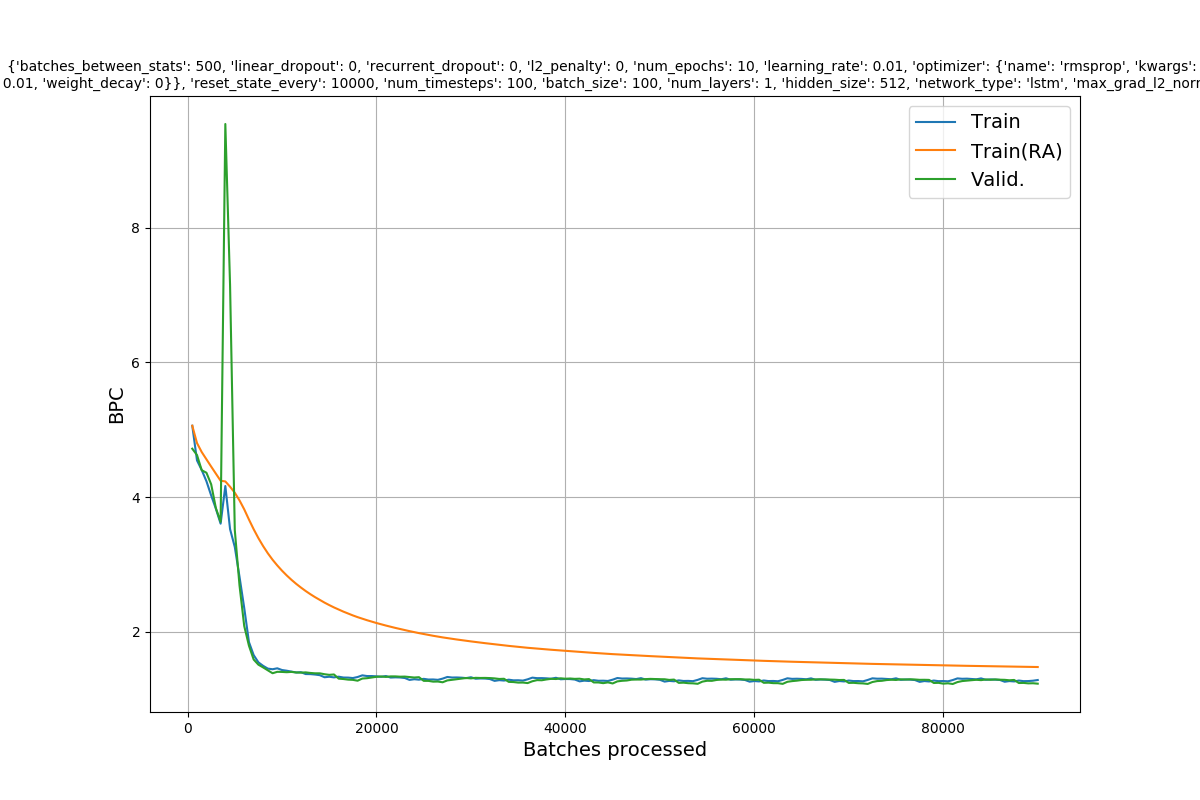 {'batches_between_stats': 500, 'linear_dropout': 0, 'recurrent_dropout': 0, 'l2_penalty': 0, 'num_epochs': 10, 'learning_rate': 0.01, 'optimizer': {'name': 'rmsprop', 'kwargs':
0.01, 'weight_decay': 0}}, 'reset_state_every': 10000, 'num_timesteps': 100, 'batch_size': 100, 'num_layers': 1, 'hidden_size': 512, 'network_type': 'lstm', 'max_grad_l2_norm
Train
Train(RA)
Valid.
8
6
4
2
BPC
0 20000 40000 60000 80000
Batches processed